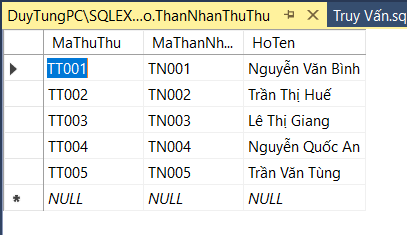 DuyTungPC\SQLEX...o.ThanNhanThuThu Truy Vấn.sq
MaThuThu MaThanNh... HoTen
TT001 TN001 Nguyễn Văn Bình
TT002 TN002 Trần Thị Huế
TT003 TN003 Lê Thị Giang
TT004 TN004 Nguyễn Quốc An
TT005 TN005 Trần Văn Tùng
NULL NULL NULL